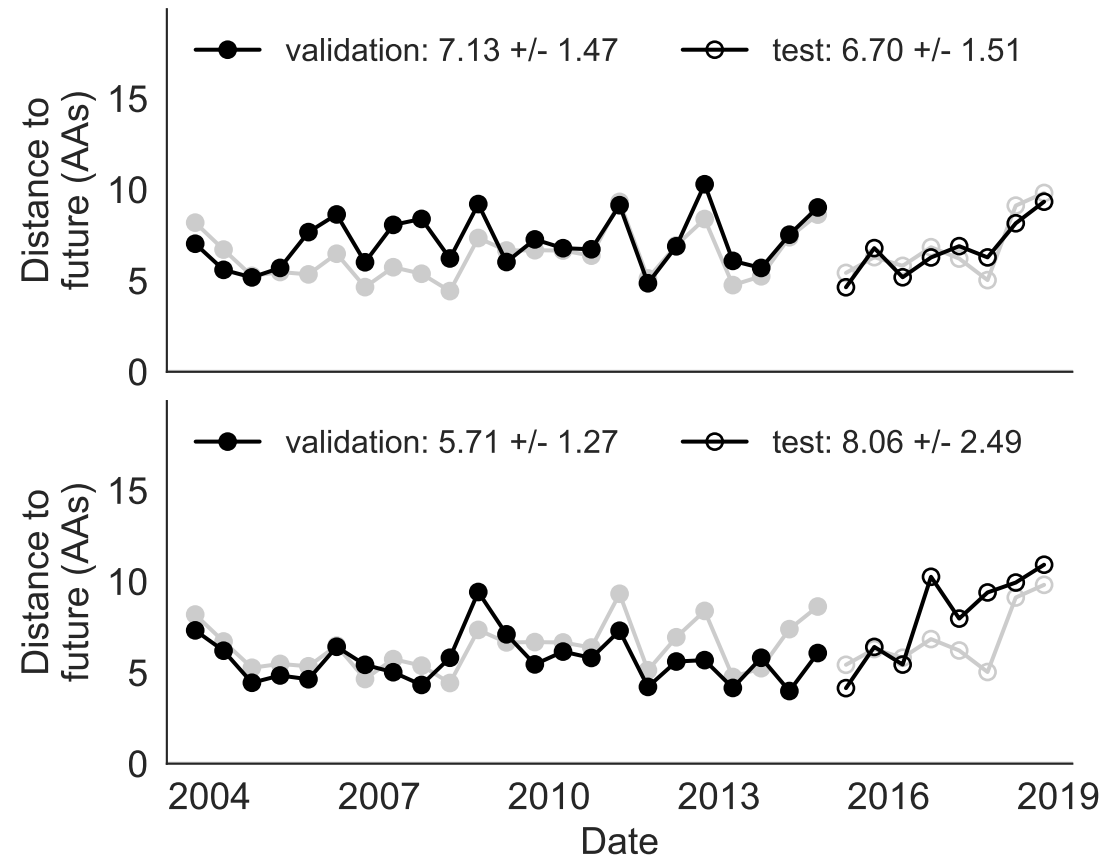 validation: 7.13 +/- 1.47 test: 6.70 +/- 1.51
Distance to
future (AAs)
15
10
5
0
validation: 5.71 +/- 1.27 test: 8.06 +/- 2.49
Distance to
future (AAs)
15
10
5
0
2004 2007 2010 2013 2016 2019
Date